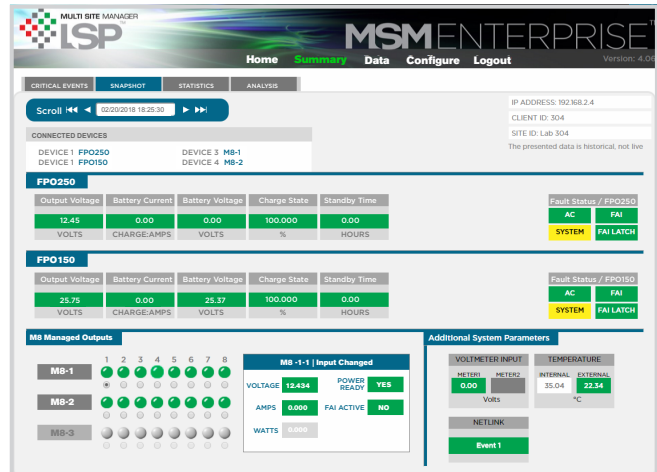 MULTI SITE MANAGER
LSP
MSM ENTERPRISE™
Home Summary Data Configure Logout Version: 4.06
CRITICAL EVENTS SNAPSHOT STATISTICS ANALYSIS
Scroll 02/20/2018 18:25:30
IP ADDRESS: 192.168.2.4
CLIENT ID: 304
SITE ID: Lab 304
The presented data is historical, not live
CONNECTED DEVICES
DEVICE 1 FPO250 DEVICE 3 M8-1
DEVICE 1 FPO150 DEVICE 4 M8-2
FPO250
Output Voltage Battery Current Battery Voltage Charge State Standby Time Fault Status / FPO250
12.45 0.00 0.00 100.000 0.00 AC FAI
VOLTS CHARGE:AMPS VOLTS % HOURS SYSTEM FAI LATCH
FPO150
Output Voltage Battery Current Battery Voltage Charge State Standby Time Fault Status / FPO150
25.75 0.00 25.37 100.000 0.00 AC FAI
VOLTS CHARGE:AMPS VOLTS % HOURS SYSTEM FAI LATCH
M8 Managed Outputs
1 2 3 4 5 6 7 8
M8-1
M8-2
M8-3
M8 -1-1 | Input Changed
VOLTAGE 12.434 POWER READY YES
AMPS 0.000 FAI ACTIVE NO
WATTS 0.000
Additional System Parameters
VOLTMETER INPUT TEMPERATURE
METER1 METER2 INTERNAL EXTERNAL
0.00 35.04 22.34
Volts °C
NETLINK
Event 1